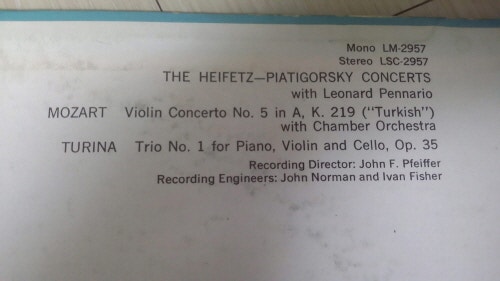 Mono LM-2957
Stereo LSC-2957
THE HEIFETZ—PIATIGORSKY CONCERTS
with Leonard Pennario
MOZART Violin Concerto No. 5 in A, K. 219 ("Turkish")
with Chamber Orchestra
TURINA Trio No. 1 for Piano, Violin and Cello, Op. 35
Recording Director: John F. Pfeiffer
Recording Engineers: John Norman and Ivan Fisher